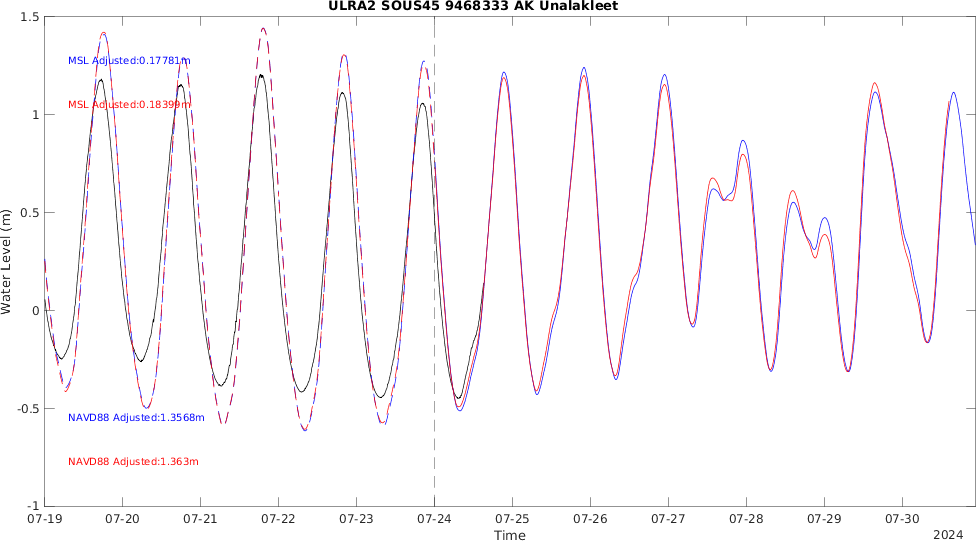 ULRA2 SOUS45 9468333 AK Unalakleet
1.5
MSL Adjusted:0.17781m
MSL Adjusted:0.18399m
1
0.5
Water Level (m)
0
-0.5
NAVD88 Adjusted:1.3568m
NAVD88 Adjusted:1.363m
-1
07-19 07-20 07-21 07-22 07-23 07-24 07-25 07-26 07-27 07-28 07-29 07-30
Time
2024